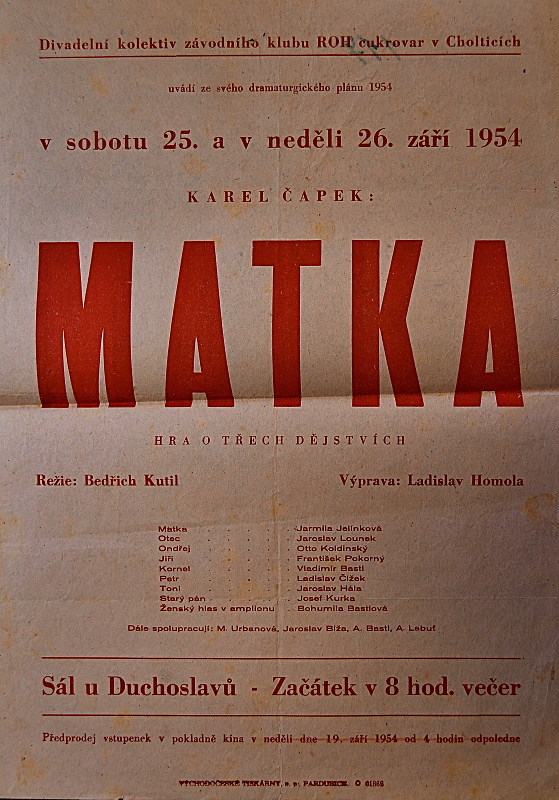 Divadelní kolektiv závodního klubu ROH cukrovar v Cholticích
uvádí ze svého dramaturgického plánu 1954
v sobotu 25. a v neděli 26. září 1954
KAREL ČAPEK:
MATKA
HRA O TŘECH DĚJSTVÍCH
Režie: Bedřich Kutil Výprava: Ladislav Homola
Matka . . . . . Jarmila Jelínková
Otec . . . . . Jaroslav Lounek
Ondřej . . . . . Otto Koldinský
Jiří . . . . . František Pokorný
Kornel . . . . . Vladimír Bastl
Petr . . . . . Ladislav Čížek
Toni . . . . . Jaroslav Hála
Starý pán . . . . Josef Kurka
Ženský hlas v amplionu . Bohumila Bastlová
Dále spolupracují: M. Urbanová, Jaroslav Bíža, A. Bastl, A. Labuť
Sál u Duchoslavů - Začátek v 8 hod. večer
Předprodej vstupenek v pokladně kina v neděli dne 19. září 1954 od 4 hodin odpoledne
VÝCHODOČESKÉ TISKÁRNY, n. p. PARDUBICE.